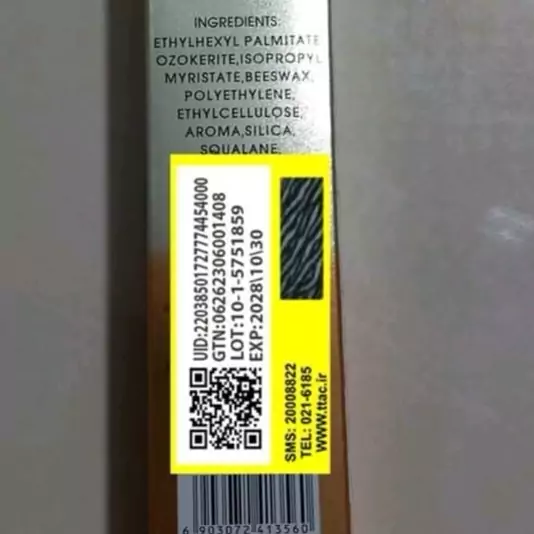 INGREDIENTS:
ETHYLHEXYL PALMITATE
OZOKERITE,ISOPROPYL
MYRISTATE,BEESWAX,
POLYETHYLENE,
ETHYLCELLULOSE,
AROMA,SILICA,
SQUALANE,
UID:22038501727774454000
GTN:06262306001408
LOT:10-1-5751859
EXP:2028\10\30
SMS: 20008822
TEL: 021-6185
www.ttac.ir
6 903072 413560